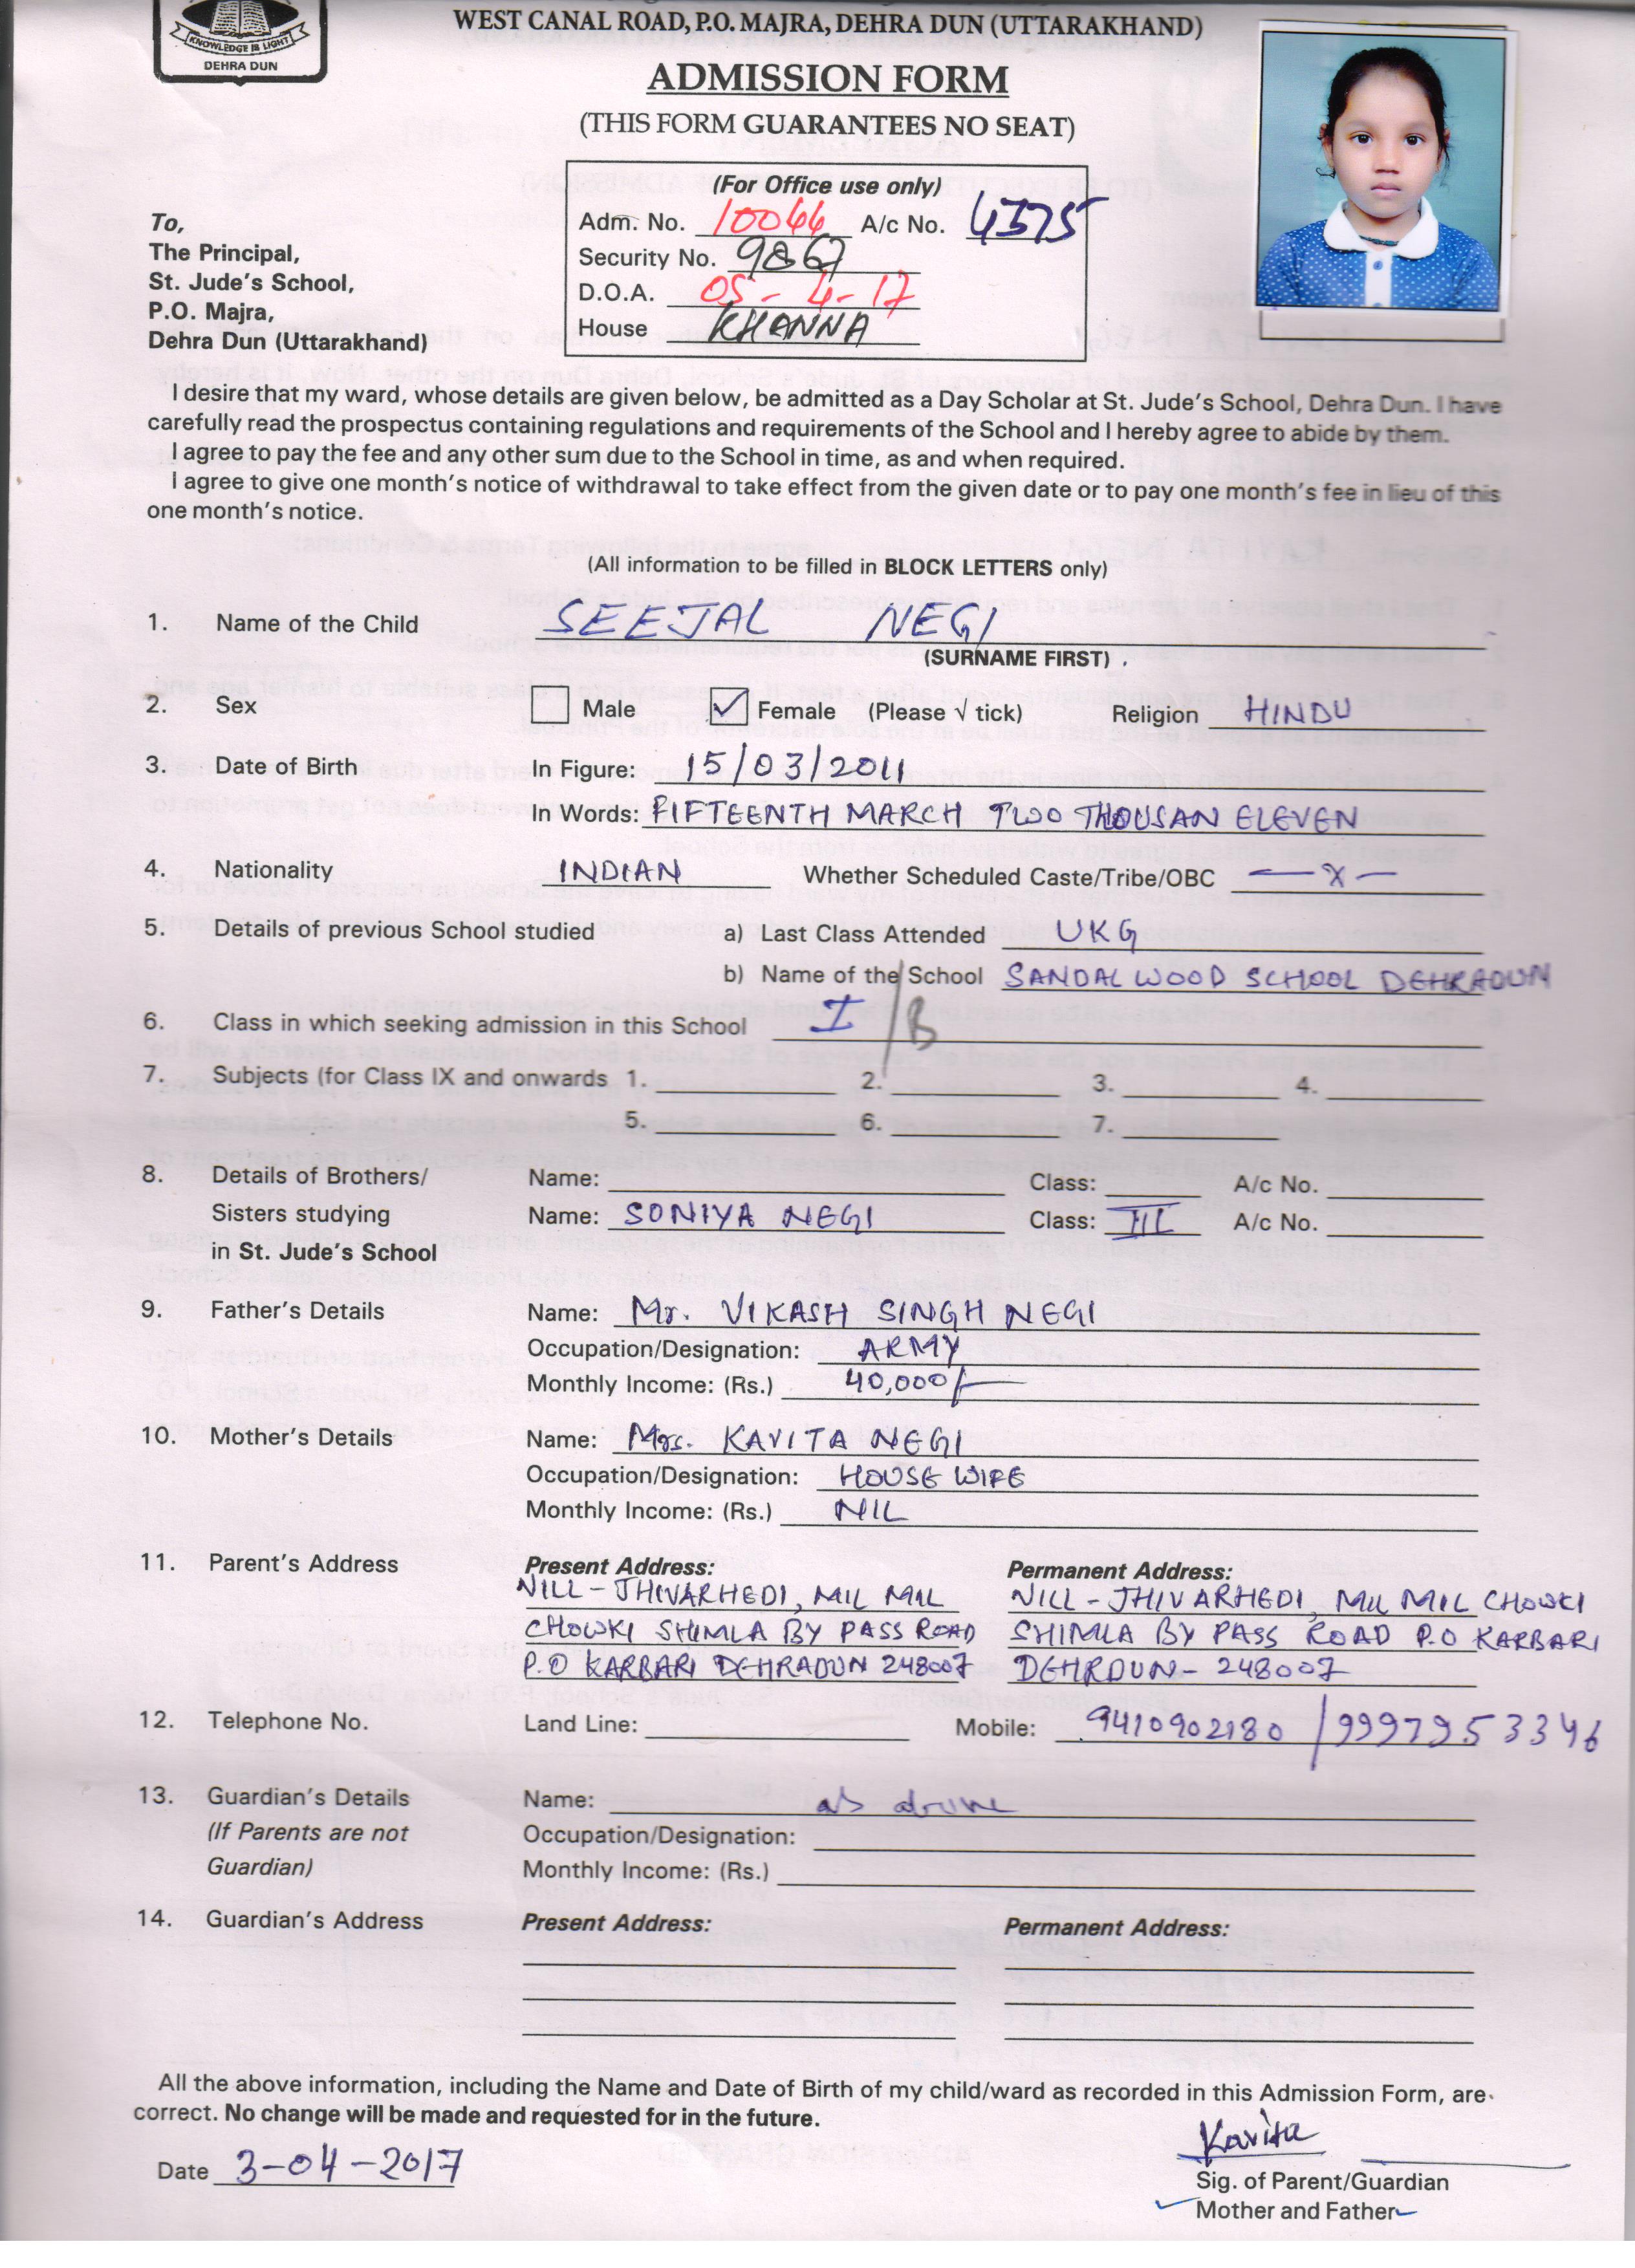 KNOWLEDGE IS LIGHT
DEHRA DUN
WEST CANAL ROAD, P.O. MAJRA, DEHRA DUN (UTTARAKHAND)
ADMISSION FORM
(THIS FORM GUARANTEES NO SEAT)
(For Office use only)
Adm. No. 10044 A/c No. 4375
Security No. 9867
D.O.A. 05-4-17
House KHANNA
To,
The Principal,
St. Jude's School,
P.O. Majra,
Dehra Dun (Uttarakhand)
I desire that my ward, whose details are given below, be admitted as a Day Scholar at St. Jude's School, Dehra Dun. I have
carefully read the prospectus containing regulations and requirements of the School and I hereby agree to abide by them.
I agree to pay the fee and any other sum due to the School in time, as and when required.
I agree to give one month's notice of withdrawal to take effect from the given date or to pay one month's fee in lieu of this
one month's notice.
(All information to be filled in BLOCK LETTERS only)
1. Name of the Child SEEJAL NEGI
(SURNAME FIRST) .
2. Sex Male ✓ Female (Please √ tick) Religion HINDU
3. Date of Birth In Figure: 15/03/2011
In Words: FIFTEENTH MARCH TWO THOUSAN ELEVEN
4. Nationality INDIAN Whether Scheduled Caste/Tribe/OBC — X —
5. Details of previous School studied a) Last Class Attended UKG
b) Name of the School SANDAL WOOD SCHOOL DEHRADUN
6. Class in which seeking admission in this School I / B
7. Subjects (for Class IX and onwards 1. 2. 3. 4.
5. 6. 7.
8. Details of Brothers/ Name: Class: A/c No.
Sisters studying Name: SONIYA NEGI Class: III A/c No.
in St. Jude's School
9. Father's Details Name: Mr. VIKASH SINGH NEGI
Occupation/Designation: ARMY
Monthly Income: (Rs.) 40,000/-
10. Mother's Details Name: Mrs. KAVITA NEGI
Occupation/Designation: HOUSE WIFE
Monthly Income: (Rs.) NIL
11. Parent's Address Present Address: Permanent Address:
NILL-JHIVARHEDI, MIL MIL NILL-JHIVARHEDI, MIL MIL CHOWKI
CHOWKI SHIMLA BY PASS ROAD SHIMLA BY PASS ROAD P.O KARBARI
P.O KARBARI DEHRADUN 248007 DEHRDUN- 248007
12. Telephone No. Land Line: Mobile: 9410902180 / 9997953346
13. Guardian's Details Name: as above
(If Parents are not Occupation/Designation:
Guardian) Monthly Income: (Rs.)
14. Guardian's Address Present Address: Permanent Address:
All the above information, including the Name and Date of Birth of my child/ward as recorded in this Admission Form, are
correct. No change will be made and requested for in the future.
Kavita
Date 3-04-2017
Sig. of Parent/Guardian
✓ Mother and Father